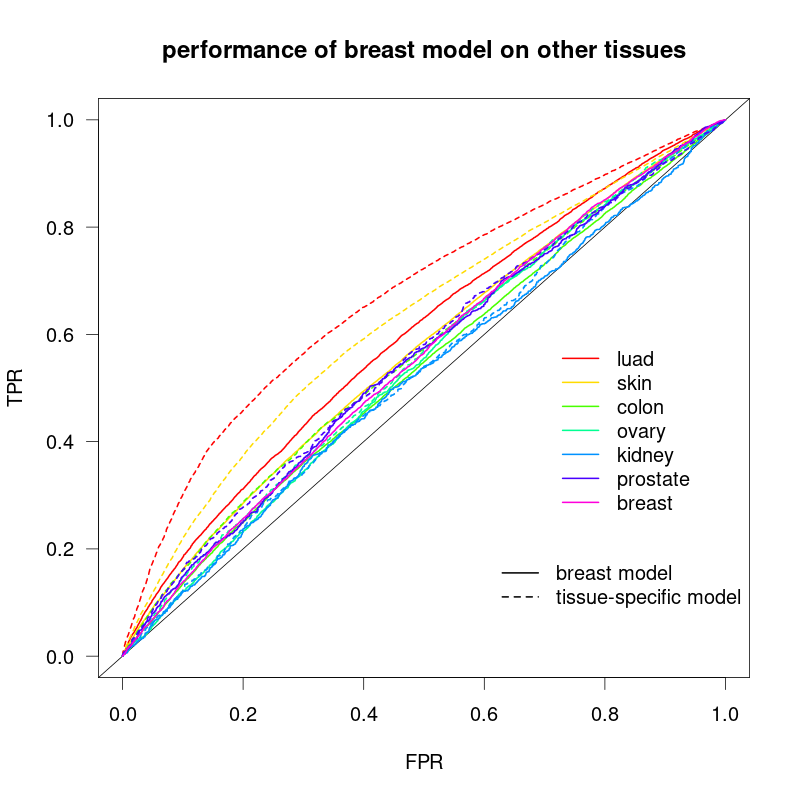 performance of breast model on other tissues
1.0
0.8
0.6
0.4
0.2
0.0
TPR
luad
skin
colon
ovary
kidney
prostate
breast
breast model
tissue-specific model
0.0 0.2 0.4 0.6 0.8 1.0
FPR